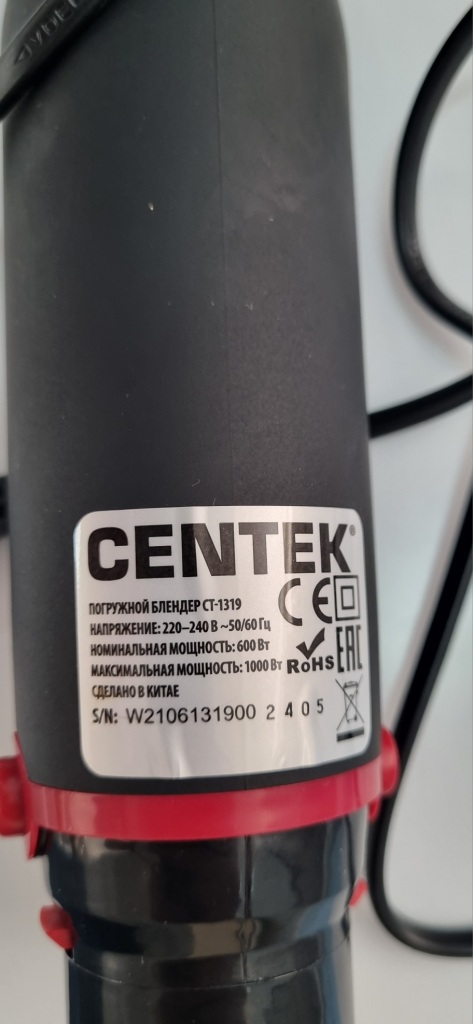 CENTEK®
ПОГРУЖНОЙ БЛЕНДЕР CT-1319
НАПРЯЖЕНИЕ: 220–240 В ~50/60 Гц
НОМИНАЛЬНАЯ МОЩНОСТЬ: 600 Вт
МАКСИМАЛЬНАЯ МОЩНОСТЬ: 1000 Вт
СДЕЛАНО В КИТАЕ
S/N: W2106131900 2 4 0 5
CE
RoHS
EAC